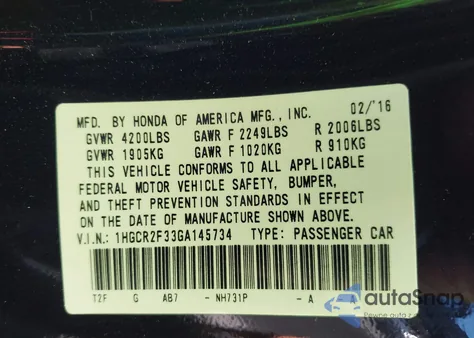 MFD. BY HONDA OF AMERICA MFG., INC. 02/'16
GVWR 4200LBS GAWR F 2249LBS R 2006LBS
GVWR 1905KG GAWR F 1020KG R 910KG
THIS VEHICLE CONFORMS TO ALL APPLICABLE
FEDERAL MOTOR VEHICLE SAFETY, BUMPER,
AND THEFT PREVENTION STANDARDS IN EFFECT
ON THE DATE OF MANUFACTURE SHOWN ABOVE.
V.I.N.: 1HGCR2F33GA145734 TYPE: PASSENGER CAR
T2F G AB7 - NH731P - A A
autoSnap
Pewne auta z